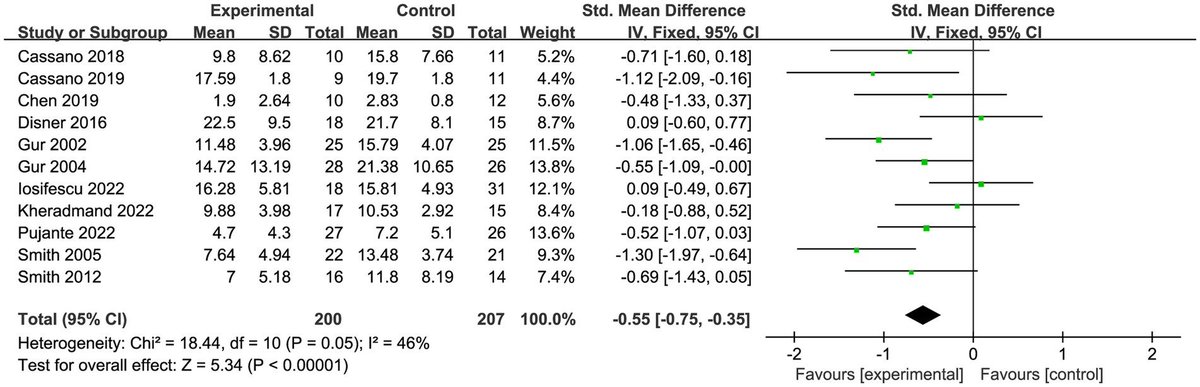 Experimental Control Std. Mean Difference Std. Mean Difference
Study or Subgroup Mean SD Total Mean SD Total Weight IV, Fixed, 95% CI IV, Fixed, 95% CI
Cassano 2018 9.8 8.62 10 15.8 7.66 11 5.2% -0.71 [-1.60, 0.18]
Cassano 2019 17.59 1.8 9 19.7 1.8 11 4.4% -1.12 [-2.09, -0.16]
Chen 2019 1.9 2.64 10 2.83 0.8 12 5.6% -0.48 [-1.33, 0.37]
Disner 2016 22.5 9.5 18 21.7 8.1 15 8.7% 0.09 [-0.60, 0.77]
Gur 2002 11.48 3.96 25 15.79 4.07 25 11.5% -1.06 [-1.65, -0.46]
Gur 2004 14.72 13.19 28 21.38 10.65 26 13.8% -0.55 [-1.09, -0.00]
Iosifescu 2022 16.28 5.81 18 15.81 4.93 31 12.1% 0.09 [-0.49, 0.67]
Kheradmand 2022 9.88 3.98 17 10.53 2.92 15 8.4% -0.18 [-0.88, 0.52]
Pujante 2022 4.7 4.3 27 7.2 5.1 26 13.6% -0.52 [-1.07, 0.03]
Smith 2005 7.64 4.94 22 13.48 3.74 21 9.3% -1.30 [-1.97, -0.64]
Smith 2012 7 5.18 16 11.8 8.19 14 7.4% -0.69 [-1.43, 0.05]
Total (95% CI) 200 207 100.0% -0.55 [-0.75, -0.35]
Heterogeneity: Chi² = 18.44, df = 10 (P = 0.05); I² = 46%
Test for overall effect: Z = 5.34 (P < 0.00001)
-2 -1 0 1 2
Favours [experimental] Favours [control]